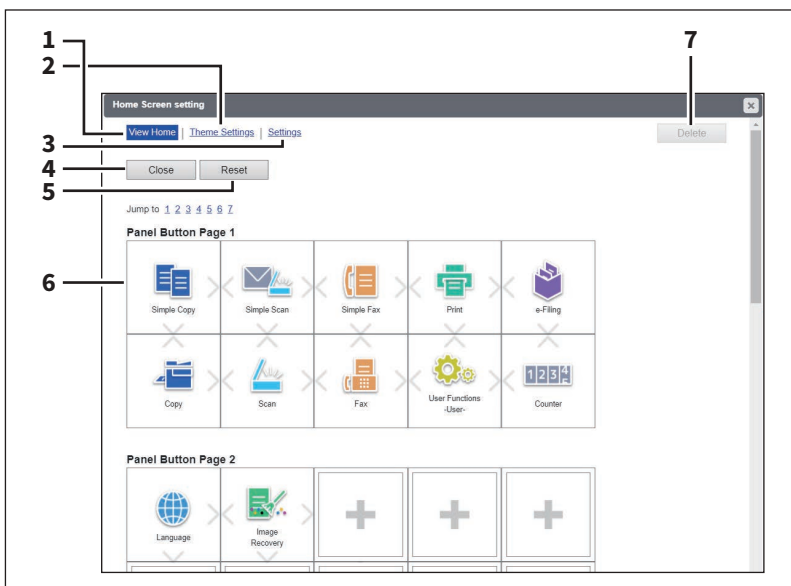 1
2
7
Home Screen setting
View Home | Theme Settings | Settings
Delete
3
4
Close Reset
5
Jump to 1 2 3 4 5 6 7
Panel Button Page 1
6
Simple Copy Simple Scan Simple Fax Print e-Filing
Copy Scan Fax User Functions -User- Counter
Panel Button Page 2
Language Image Recovery